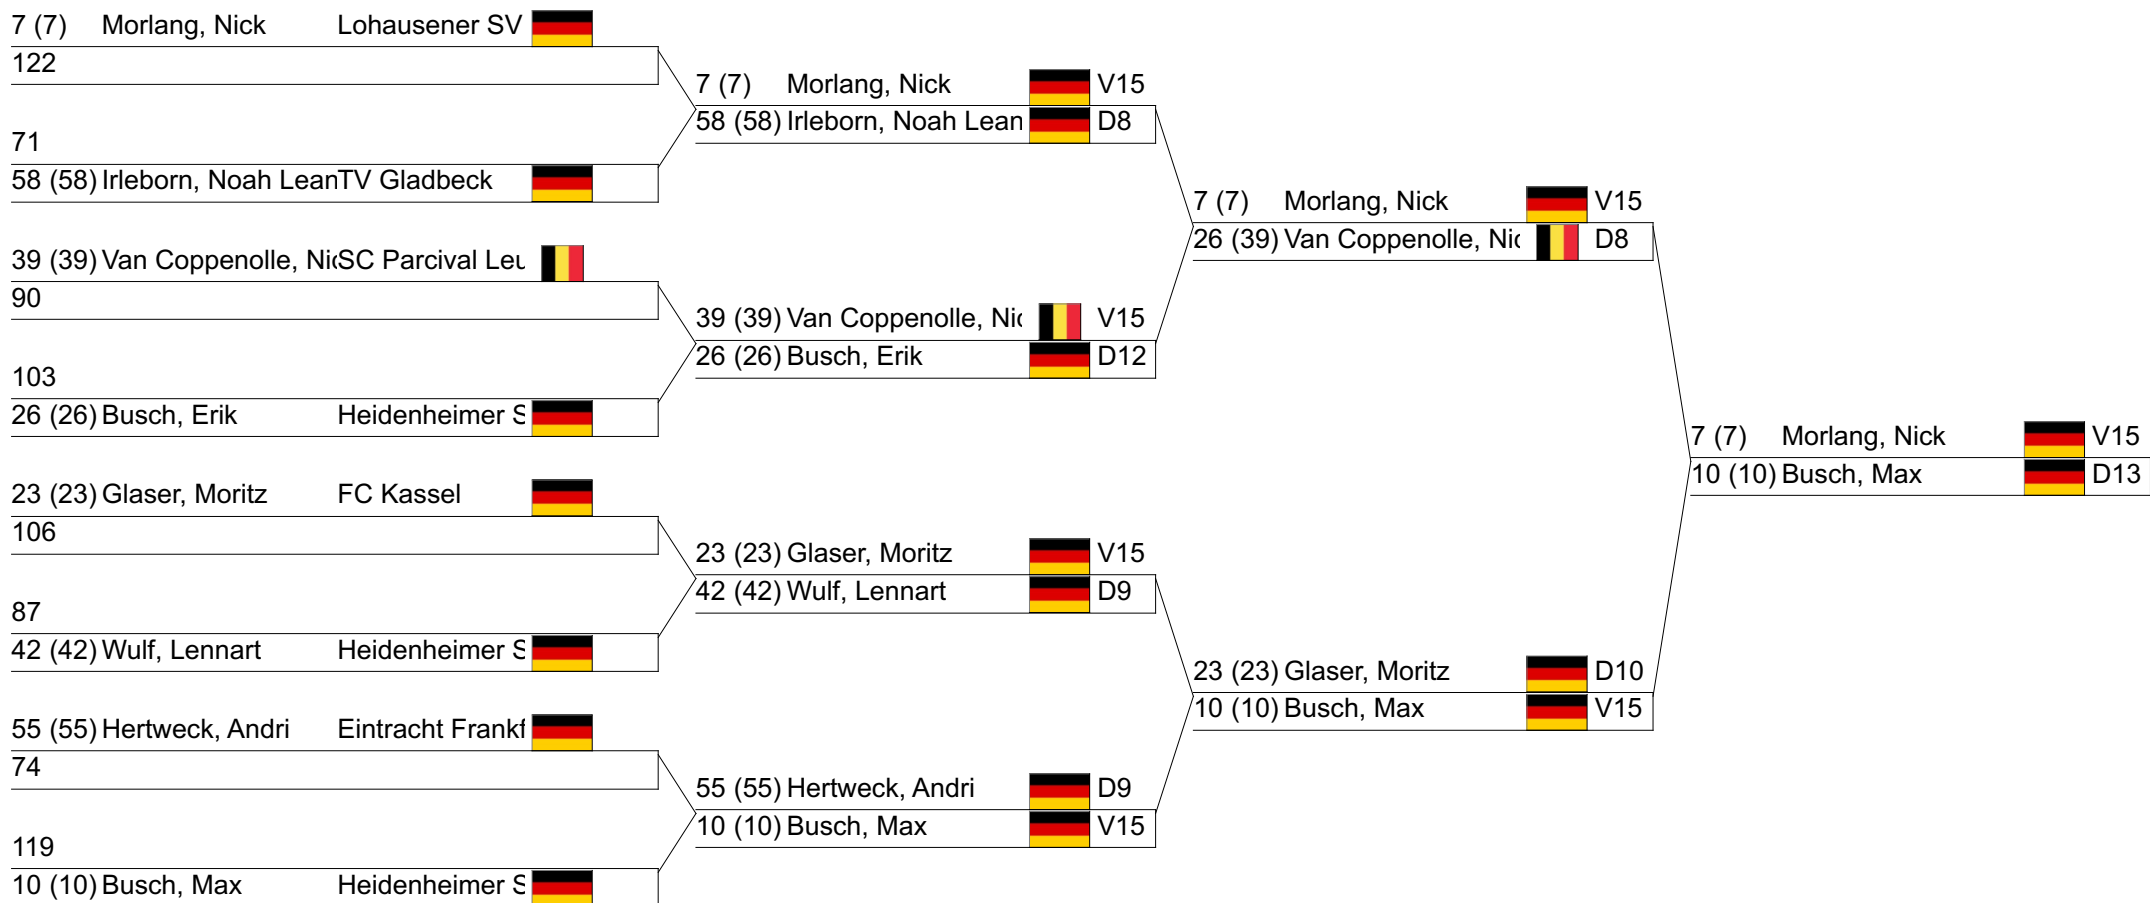 7 (7) Morlang, Nick Lohausener SV
122
71
58 (58) Irleborn, Noah Lean TV Gladbeck
39 (39) Van Coppenolle, Nic SC Parcival Leu
90
103
26 (26) Busch, Erik Heidenheimer S
23 (23) Glaser, Moritz FC Kassel
106
87
42 (42) Wulf, Lennart Heidenheimer S
55 (55) Hertweck, Andri Eintracht Frankf
74
119
10 (10) Busch, Max Heidenheimer S
7 (7) Morlang, Nick V15
58 (58) Irleborn, Noah Lean D8
39 (39) Van Coppenolle, Nic V15
26 (26) Busch, Erik D12
23 (23) Glaser, Moritz V15
42 (42) Wulf, Lennart D9
55 (55) Hertweck, Andri D9
10 (10) Busch, Max V15
7 (7) Morlang, Nick V15
26 (39) Van Coppenolle, Nic D8
23 (23) Glaser, Moritz D10
10 (10) Busch, Max V15
7 (7) Morlang, Nick V15
10 (10) Busch, Max D13